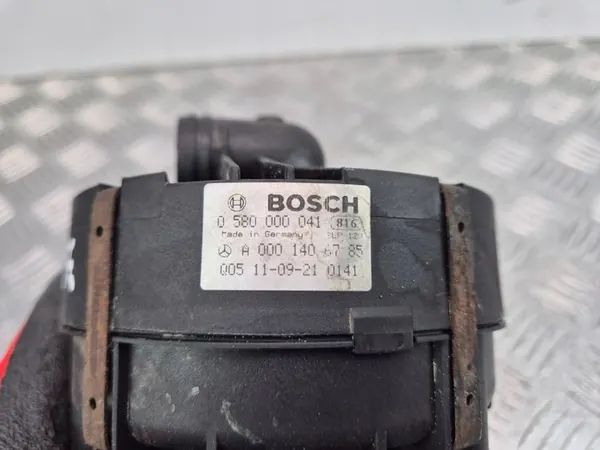 BOSCH
0 580 000 041 816
Made in Germany
A 000 140 67 85
005 11-09-21 0141